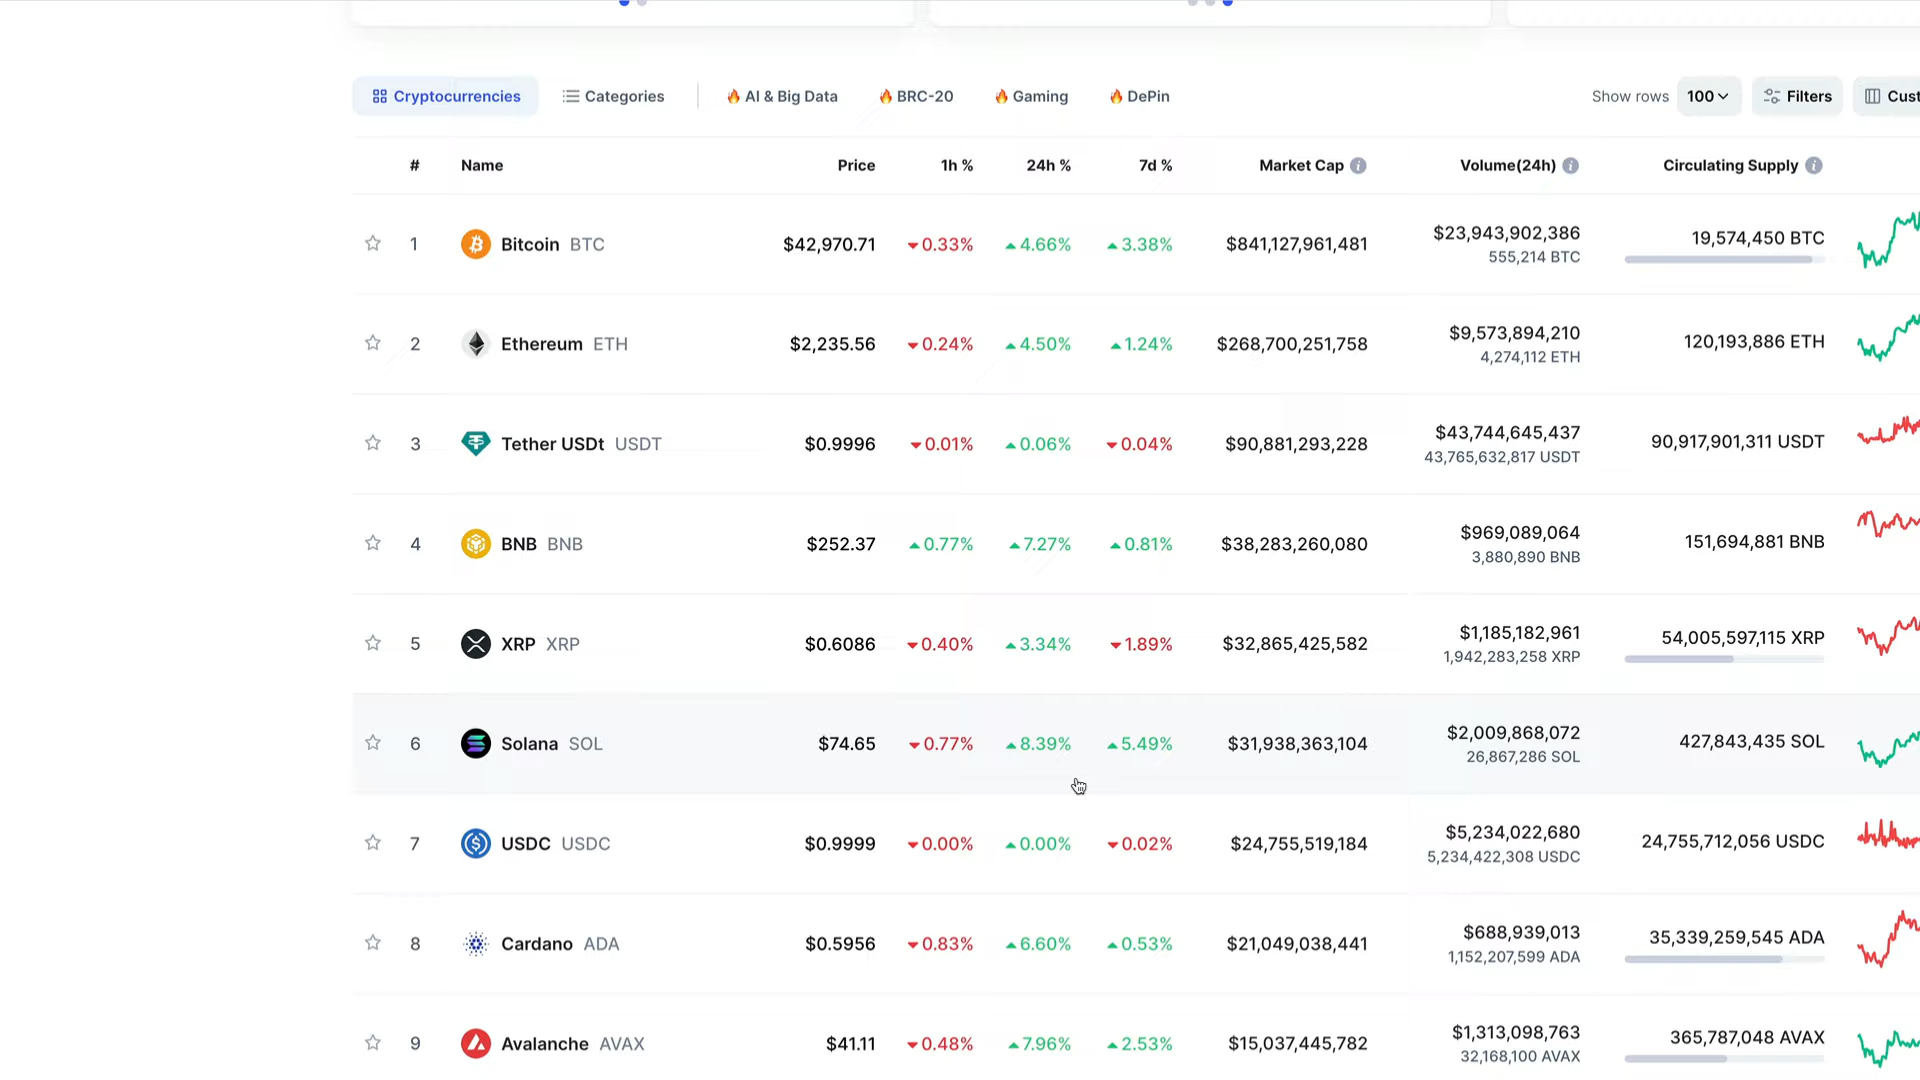 Cryptocurrencies Categories AI & Big Data BRC-20 Gaming DePin Show rows 100 Filters Cust
# Name Price 1h % 24h % 7d % Market Cap Volume(24h) Circulating Supply
1 Bitcoin BTC $42,970.71 0.33% 4.66% 3.38% $841,127,961,481 $23,943,902,386 19,574,450 BTC
555,214 BTC
2 Ethereum ETH $2,235.56 0.24% 4.50% 1.24% $268,700,251,758 $9,573,894,210 120,193,886 ETH
4,274,112 ETH
3 Tether USDt USDT $0.9996 0.01% 0.06% 0.04% $90,881,293,228 $43,744,645,437 90,917,901,311 USDT
43,765,632,817 USDT
4 BNB BNB $252.37 0.77% 7.27% 0.81% $38,283,260,080 $969,089,064 151,694,881 BNB
3,880,890 BNB
5 XRP XRP $0.6086 0.40% 3.34% 1.89% $32,865,425,582 $1,185,182,961 54,005,597,115 XRP
1,942,283,258 XRP
6 Solana SOL $74.65 0.77% 8.39% 5.49% $31,938,363,104 $2,009,868,072 427,843,435 SOL
26,867,286 SOL
7 USDC USDC $0.9999 0.00% 0.00% 0.02% $24,755,519,184 $5,234,022,680 24,755,712,056 USDC
5,234,422,308 USDC
8 Cardano ADA $0.5956 0.83% 6.60% 0.53% $21,049,038,441 $688,939,013 35,339,259,545 ADA
1,152,207,599 ADA
9 Avalanche AVAX $41.11 0.48% 7.96% 2.53% $15,037,445,782 $1,313,098,763 365,787,048 AVAX
32,168,100 AVAX